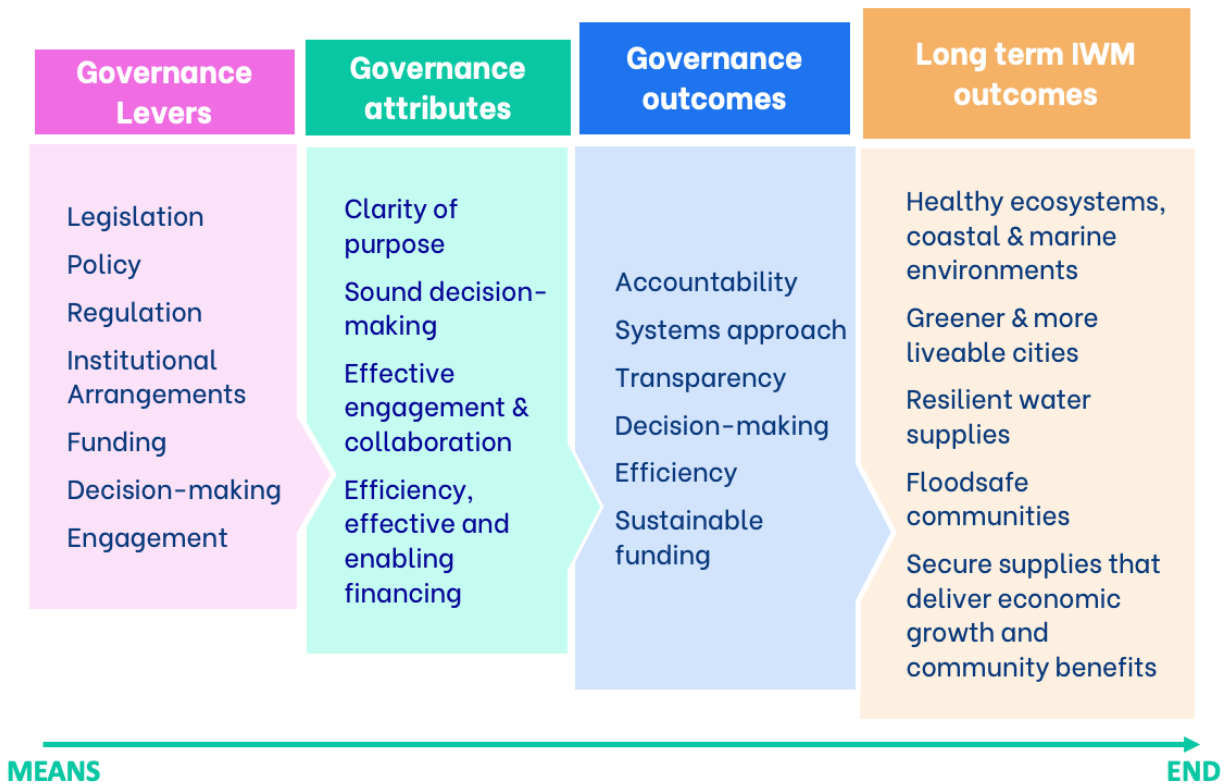 Governance
Levers
Legislation
Policy
Regulation
Institutional
Arrangements
Funding
Decision-making
Engagement
Governance
attributes
Clarity of
purpose
Sound decision-
making
Effective
engagement &
collaboration
Efficiency,
effective and
enabling
financing
Governance
outcomes
Accountability
Systems approach
Transparency
Decision-making
Efficiency
Sustainable
funding
Long term IWM
outcomes
Healthy ecosystems,
coastal & marine
environments
Greener & more
liveable cities
Resilient water
supplies
Floodsafe
communities
Secure supplies that
deliver economic
growth and
community benefits
MEANS
END